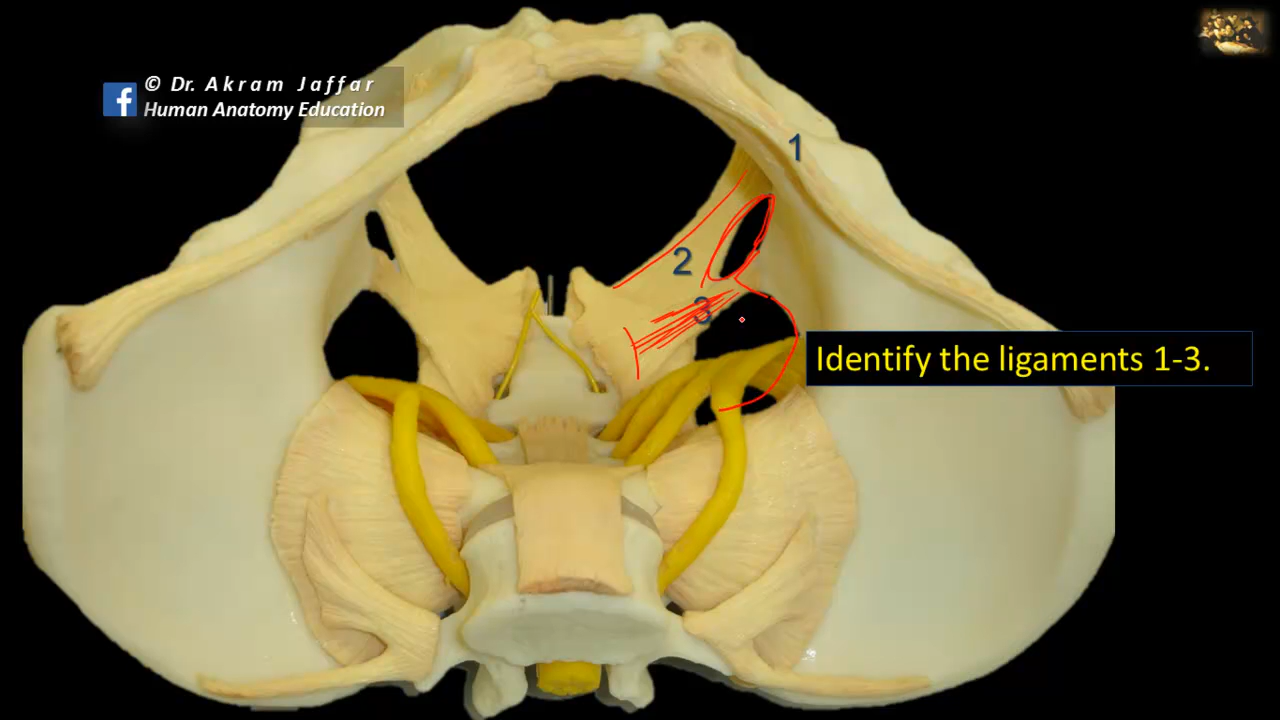 © Dr. Akram Jaffar
Human Anatomy Education
1
2
3
Identify the ligaments 1-3.